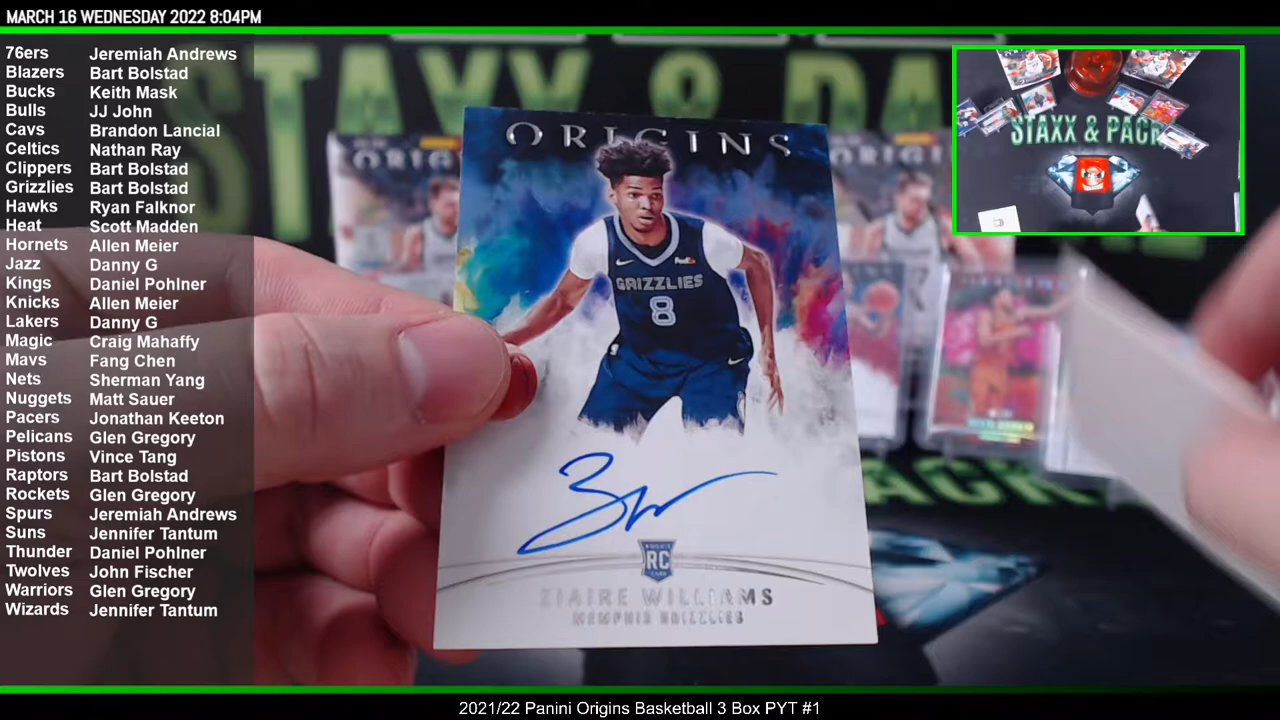 MARCH 16 WEDNESDAY 2022 8:04PM
76ers Jeremiah Andrews
Blazers Bart Bolstad
Bucks Keith Mask
Bulls JJ John
Cavs Brandon Lancial
Celtics Nathan Ray
Clippers Bart Bolstad
Grizzlies Bart Bolstad
Hawks Ryan Falknor
Heat Scott Madden
Hornets Allen Meier
Jazz Danny G
Kings Daniel Pohlner
Knicks Allen Meier
Lakers Danny G
Magic Craig Mahaffy
Mavs Fang Chen
Nets Sherman Yang
Nuggets Matt Sauer
Pacers Jonathan Keeton
Pelicans Glen Gregory
Pistons Vince Tang
Raptors Bart Bolstad
Rockets Glen Gregory
Spurs Jeremiah Andrews
Suns Jennifer Tantum
Thunder Daniel Pohlner
Twolves John Fischer
Warriors Glen Gregory
Wizards Jennifer Tantum
STAXX & PACK
ORIGINS
FedEx
GRIZZLIES
8
RC
ZIAIRE WILLIAMS
MEMPHIS GRIZZLIES
STAXX & PACK
2021/22 Panini Origins Basketball 3 Box PYT #1